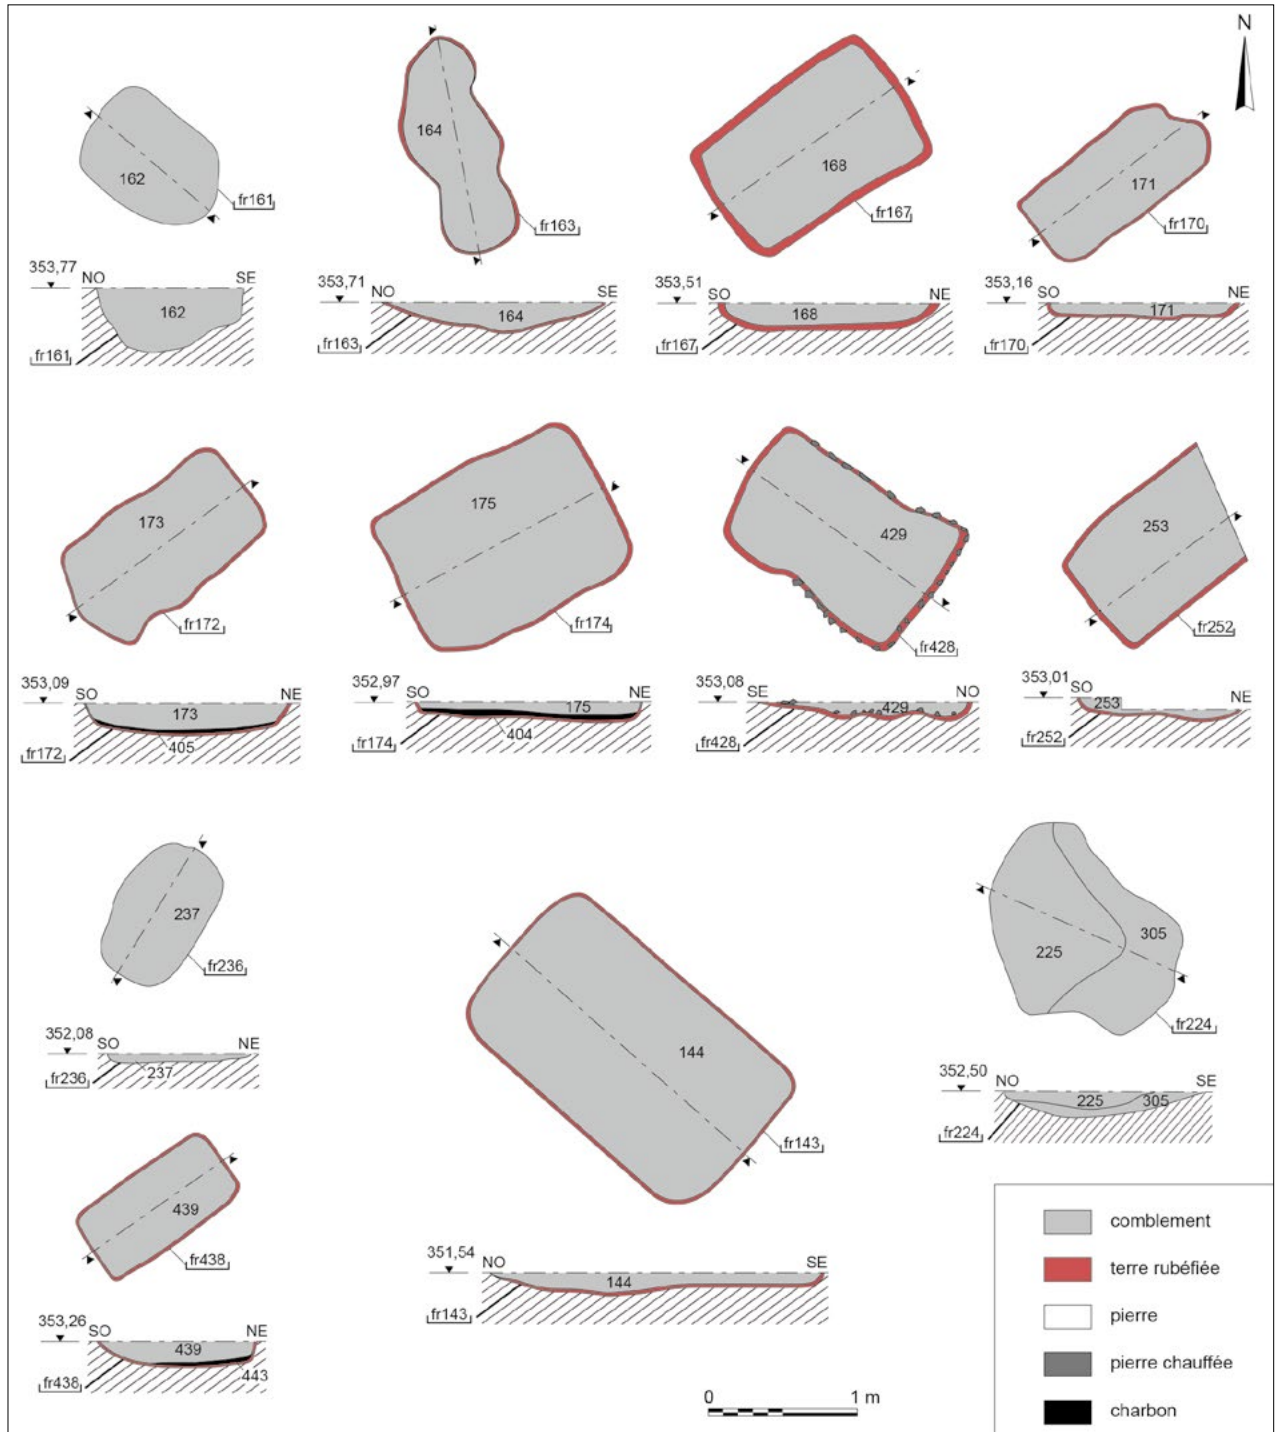 N
162
fr161
164
fr163
168
fr167
171
fr170
353,77 NO SE
162
fr161
353,71 NO SE
164
fr163
353,51 SO NE
168
fr167
353,16 SO NE
171
fr170
173
fr172
175
fr174
429
fr428
253
fr252
353,09 SO NE
173
405
fr172
352,97 SO NE
175
404
fr174
353,08 SE NO
429
fr428
353,01 SO NE
253
fr252
237
fr236
352,08 SO NE
237
fr236
144
fr143
225 305
fr224
352,50 NO SE
225 305
fr224
439
fr438
353,26 SO NE
439
443
fr438
351,54 NO SE
144
fr143
0 1 m
comblement
terre rubéfiée
pierre
pierre chauffée
charbon